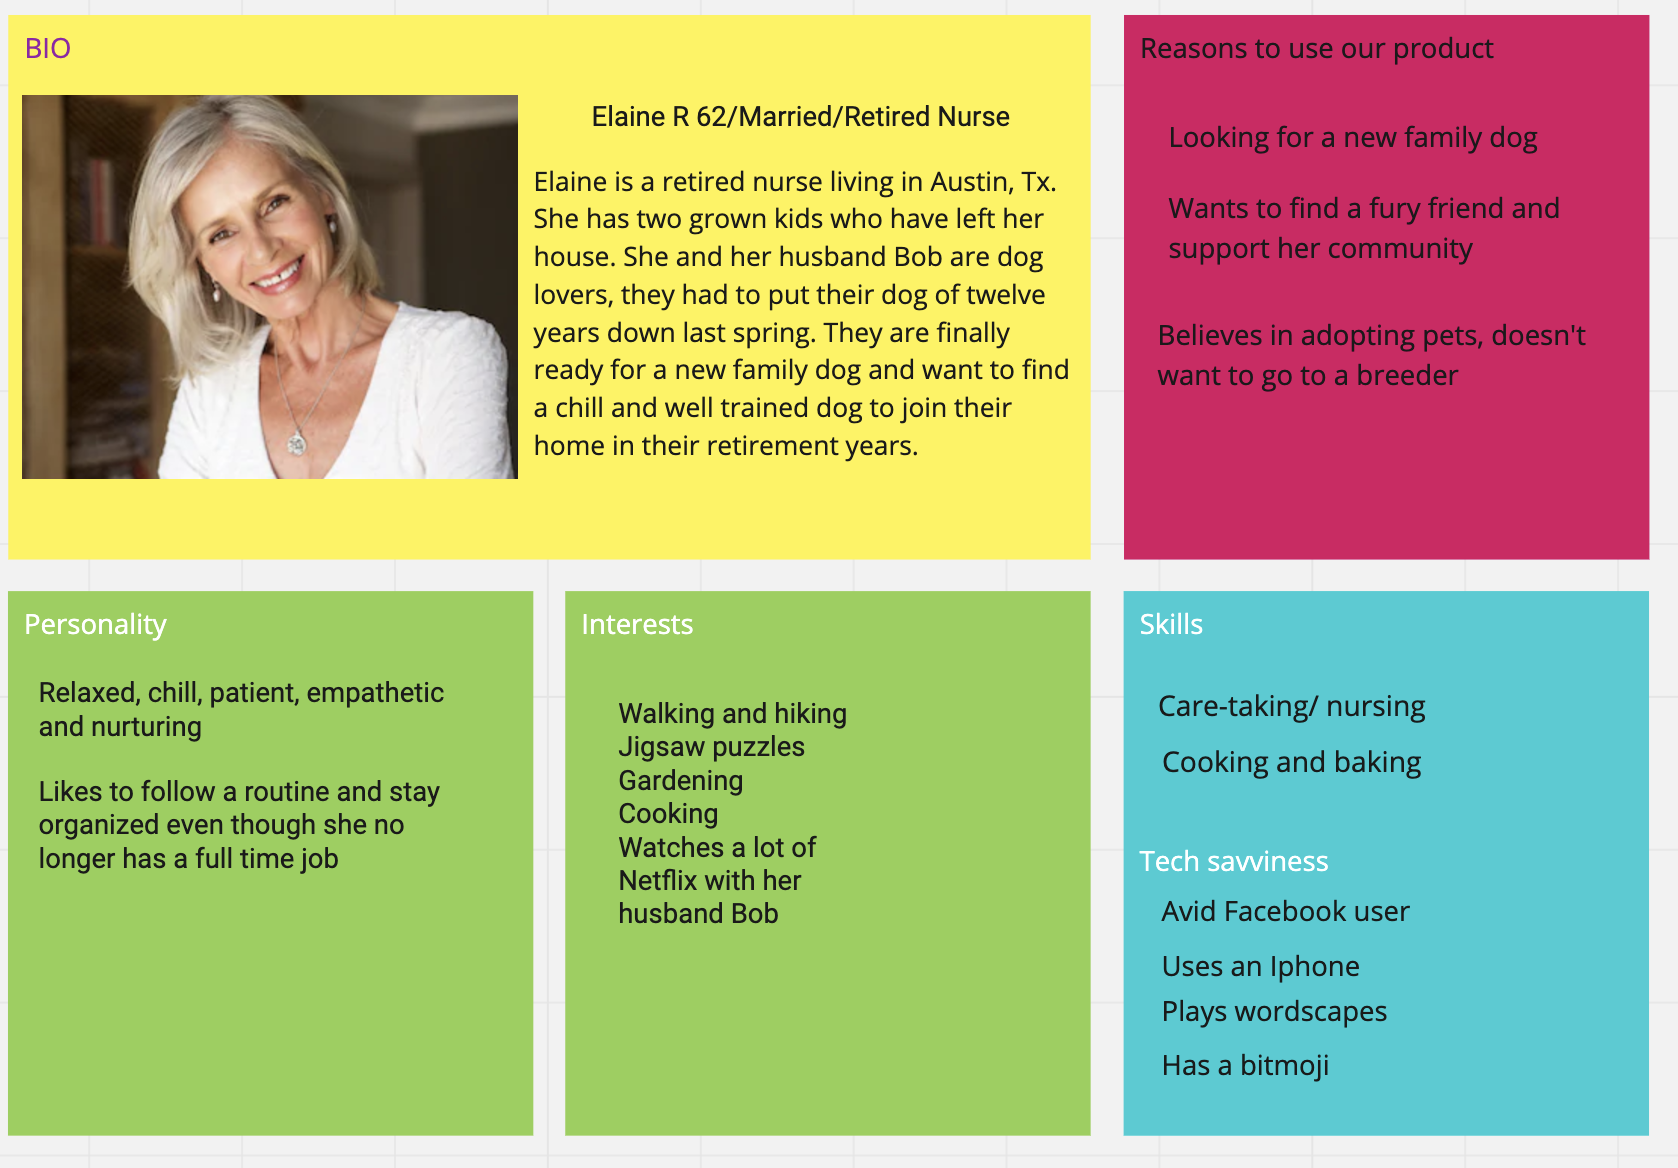 BIO
Elaine R 62/Married/Retired Nurse
Elaine is a retired nurse living in Austin, Tx.
She has two grown kids who have left her
house. She and her husband Bob are dog
lovers, they had to put their dog of twelve
years down last spring. They are finally
ready for a new family dog and want to find
a chill and well trained dog to join their
home in their retirement years.
Reasons to use our product
Looking for a new family dog
Wants to find a fury friend and
support her community
Believes in adopting pets, doesn't
want to go to a breeder
Personality
Relaxed, chill, patient, empathetic
and nurturing
Likes to follow a routine and stay
organized even though she no
longer has a full time job
Interests
Walking and hiking
Jigsaw puzzles
Gardening
Cooking
Watches a lot of
Netflix with her
husband Bob
Skills
Care-taking/ nursing
Cooking and baking
Tech savviness
Avid Facebook user
Uses an Iphone
Plays wordscapes
Has a bitmoji